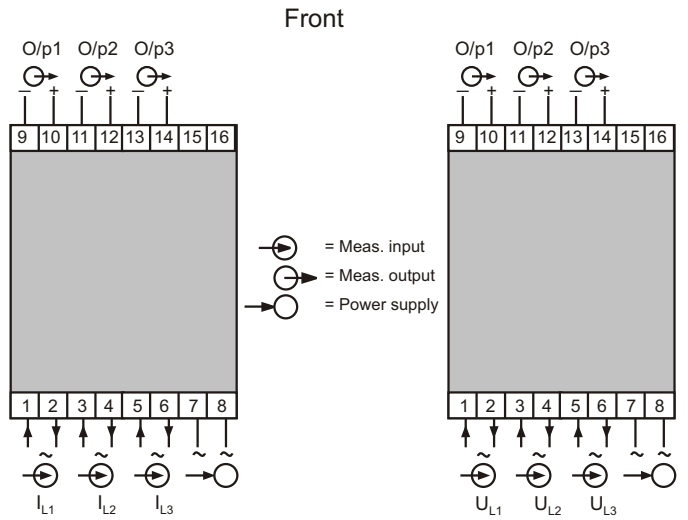 Front
O/p1 O/p2 O/p3
O/p1 O/p2 O/p3
– + – + – +
– + – + – +
9 10 11 12 13 14 15 16
9 10 11 12 13 14 15 16
= Meas. input
= Meas. output
= Power supply
1 2 3 4 5 6 7 8
1 2 3 4 5 6 7 8
~ ~ ~ ~ ~
~ ~ ~ ~ ~
IL1 IL2 IL3
UL1 UL2 UL3